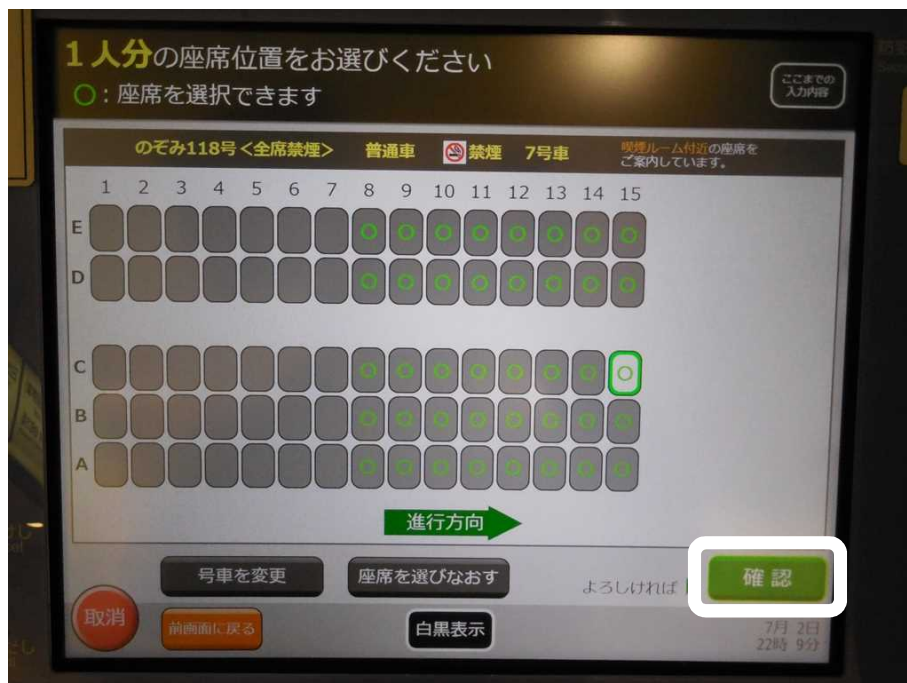 1人分の座席位置をお選びください
○：座席を選択できます
ここまでの
入力内容
のぞみ118号＜全席禁煙＞ 普通車 禁煙 7号車
喫煙ルーム付近の座席を
ご案内しています。
1 2 3 4 5 6 7 8 9 10 11 12 13 14 15
E
D
C
B
A
進行方向
号車を変更
座席を選びなおす
よろしければ
確認
取消
前画面に戻る
白黒表示
7月 2日
22時 9分